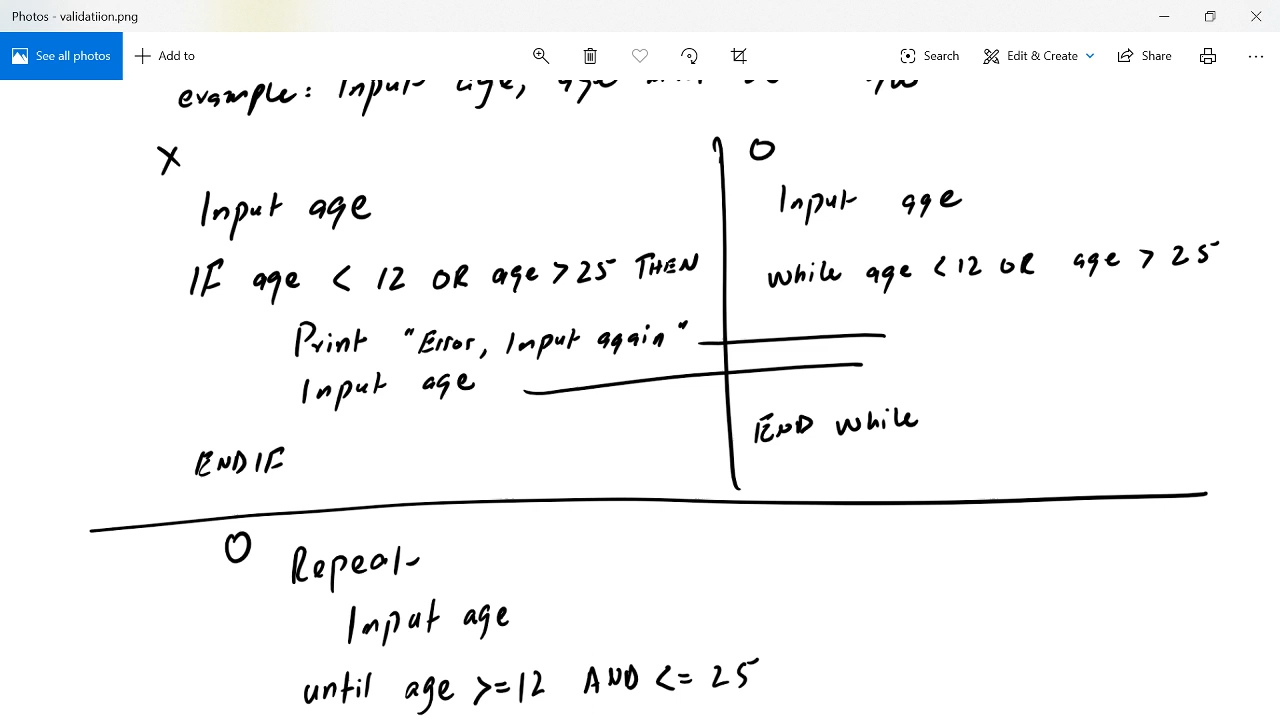 Photos - validatiion.png
See all photos
Add to
Search
Edit & Create
Share
example: Input age, age
X
Input age
IF age < 12 OR age > 25 THEN
Print "Error, Input again"
Input age
ENDIF
O
Input age
while age < 12 OR age > 25
END while
O
Repeat
Input age
until age >= 12 AND <= 25